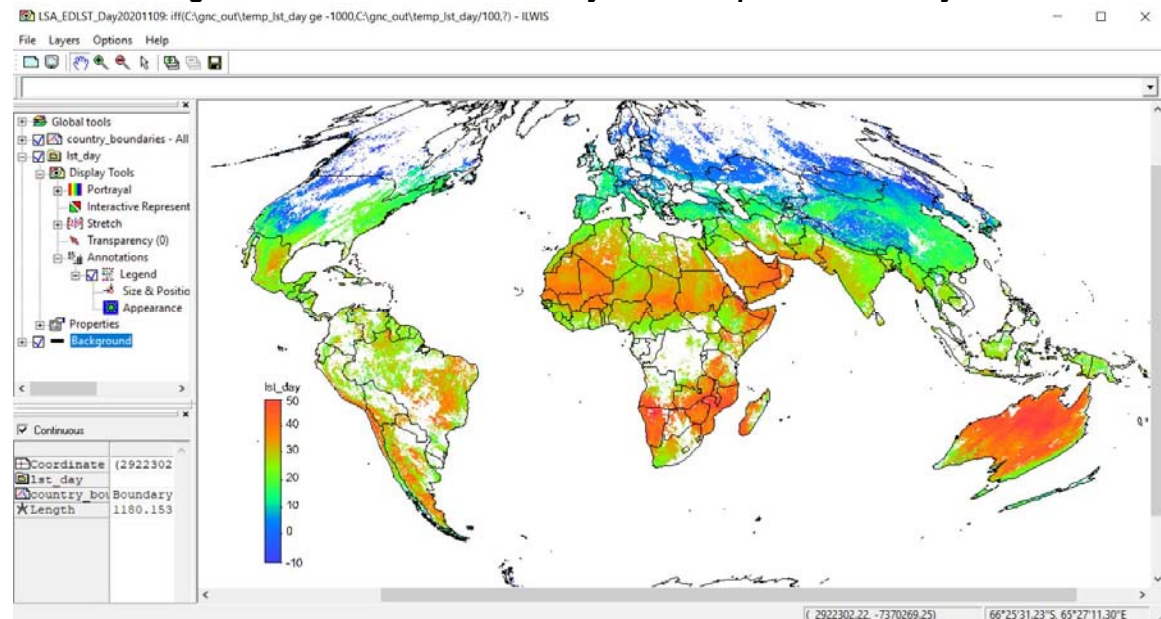 LSA_EDLST_Day20201109: iff(C:\gnc_out\temp_lst_day ge -1000,C:\gnc_out\temp_lst_day/100,?) - ILWIS
File Layers Options Help
Global tools
country_boundaries - All
lst_day
Display Tools
Portrayal
Interactive Represent
Stretch
Transparency (0)
Annotations
Legend
Size & Positio
Appearance
Properties
Background
Continuous
Coordinate (2922302
lst_day
country_bou Boundary
Length 1180.153
lst_day
50
40
30
20
10
0
-10
( 2922302.22, -7370269.25) 66°25'31.23"S, 65°27'11.30"E